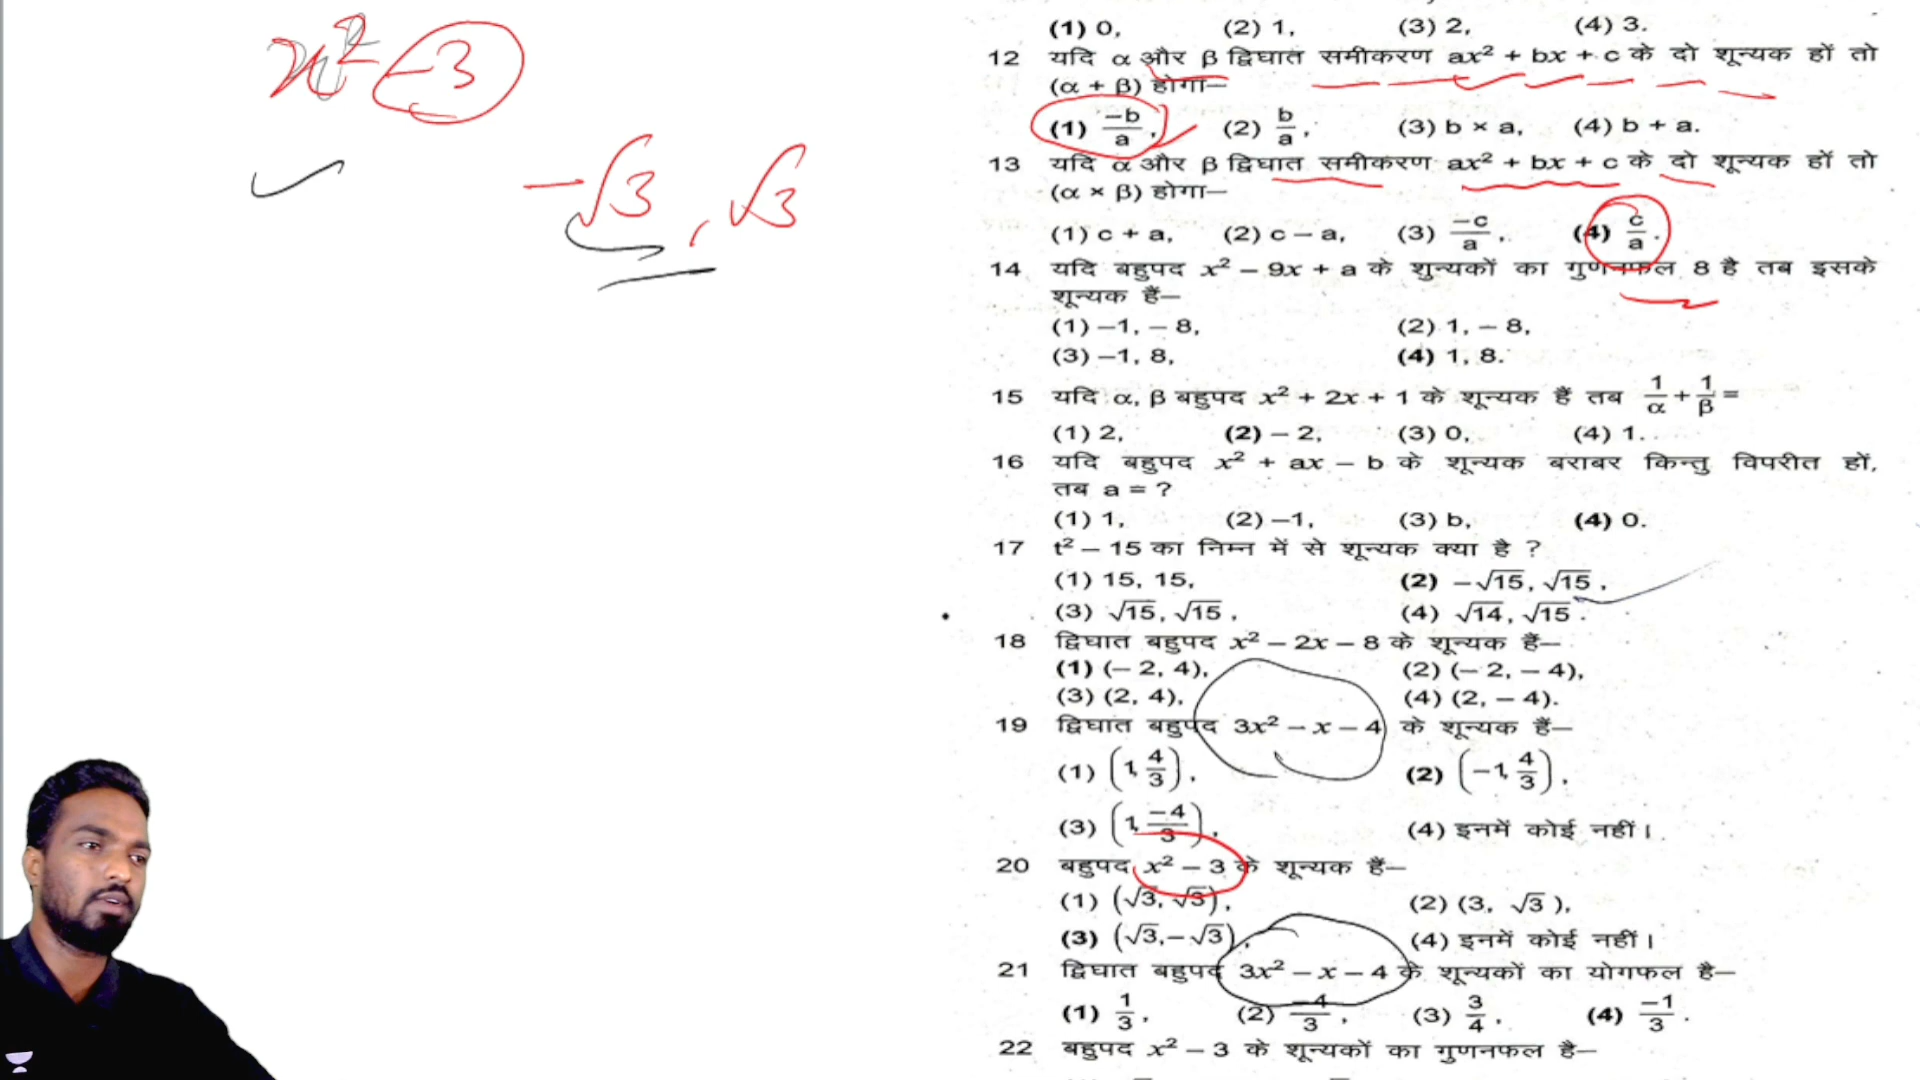 x² - 3
-√3, √3
(1) 0, (2) 1, (3) 2, (4) 3.
12 यदि α और β द्विघात समीकरण ax² + bx + c के दो शून्यक हों तो
(α + β) होगा—
(1) -b/a, (2) b/a, (3) b × a, (4) b + a.
13 यदि α और β द्विघात समीकरण ax² + bx + c के दो शून्यक हों तो
(α × β) होगा—
(1) c + a, (2) c – a, (3) -c/a, (4) c/a.
14 यदि बहुपद x² – 9x + a के शुन्यकों का गुणनफल 8 है तब इसके
शून्यक हैं—
(1) –1, – 8, (2) 1, – 8,
(3) –1, 8, (4) 1, 8.
15 यदि α, β बहुपद x² + 2x + 1 के शून्यक हैं तब 1/α + 1/β =
(1) 2, (2) – 2, (3) 0, (4) 1.
16 यदि बहुपद x² + ax – b के शून्यक बराबर किन्तु विपरीत हों,
तब a = ?
(1) 1, (2) –1, (3) b, (4) 0.
17 t² – 15 का निम्न में से शून्यक क्या है ?
(1) 15, 15, (2) –√15, √15,
(3) √15, √15, (4) √14, √15.
18 द्विघात बहुपद x² – 2x – 8 के शून्यक हैं—
(1) (– 2, 4), (2) (– 2, – 4),
(3) (2, 4), (4) (2, – 4).
19 द्विघात बहुपद 3x² – x – 4 के शून्यक हैं—
(1) (1, 4/3), (2) (–1, 4/3),
(3) (1, -4/3), (4) इनमें कोई नहीं।
20 बहुपद x² – 3 के शून्यक हैं—
(1) (√3, √3), (2) (3, √3),
(3) (√3, –√3), (4) इनमें कोई नहीं।
21 द्विघात बहुपद 3x² – x – 4 के शून्यकों का योगफल है—
(1) 1/3, (2) -4/3, (3) 3/4, (4) -1/3.
22 बहुपद x² – 3 के शून्यकों का गुणनफल है—